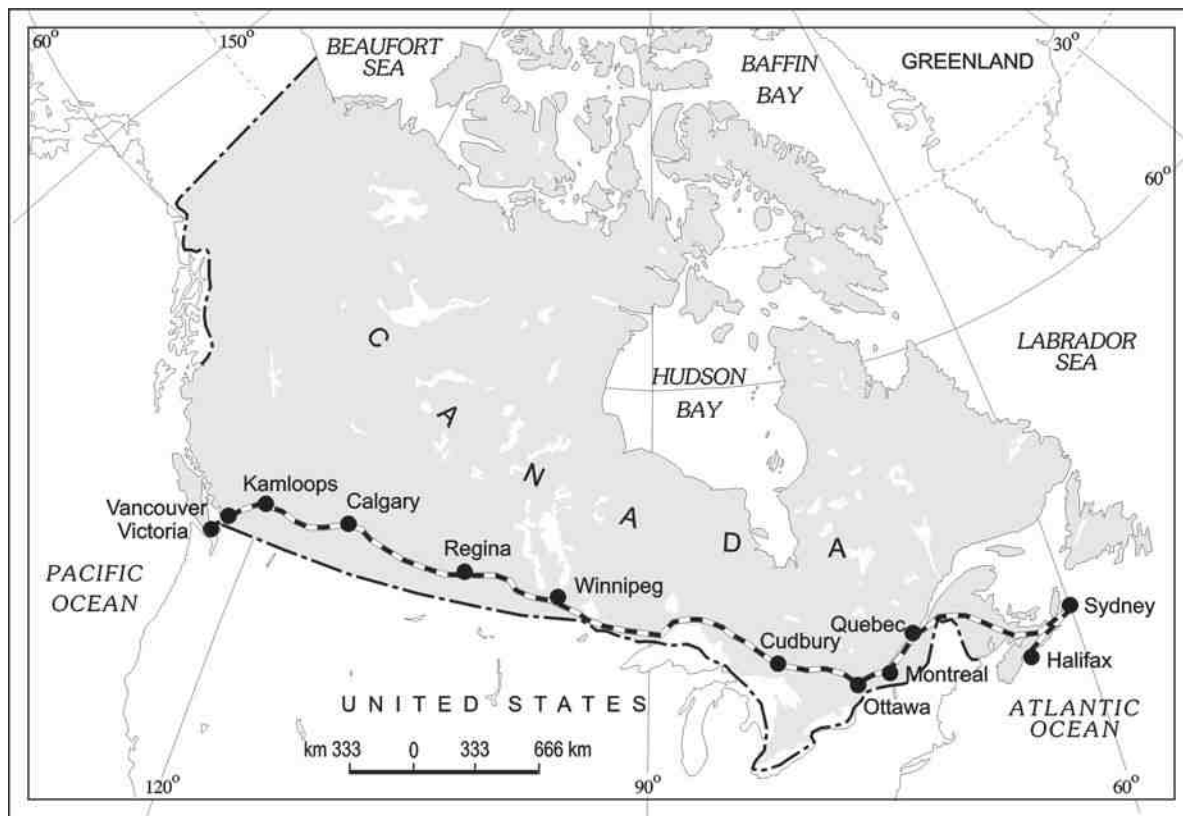 60°
150°
BEAUFORT
SEA
BAFFIN
BAY
GREENLAND
30°
60°
LABRADOR
SEA
HUDSON
BAY
C A N A D A
Kamloops
Vancouver
Calgary
Victoria
Regina
Winnipeg
PACIFIC
OCEAN
Cudbury
Quebec
Sydney
Montreal
Halifax
Ottawa
UNITED STATES
ATLANTIC
OCEAN
km 333 0 333 666 km
120°
90°
60°